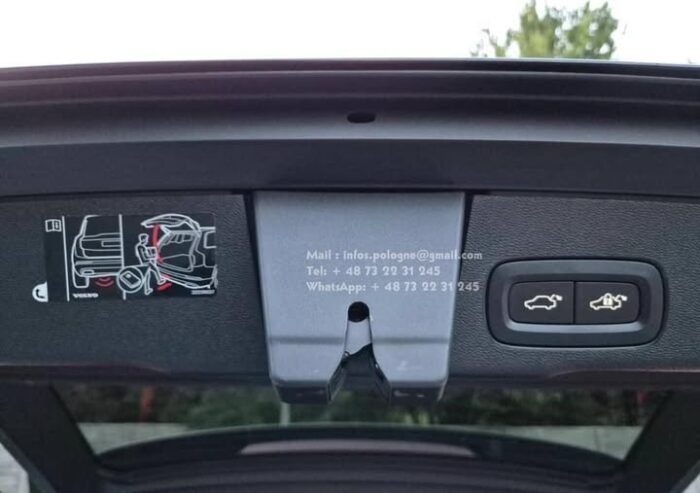 Mail : infos.pologne@gmail.com
Tel: + 48 73 22 31 245
WhatsApp: + 48 73 22 31 245
VOLVO